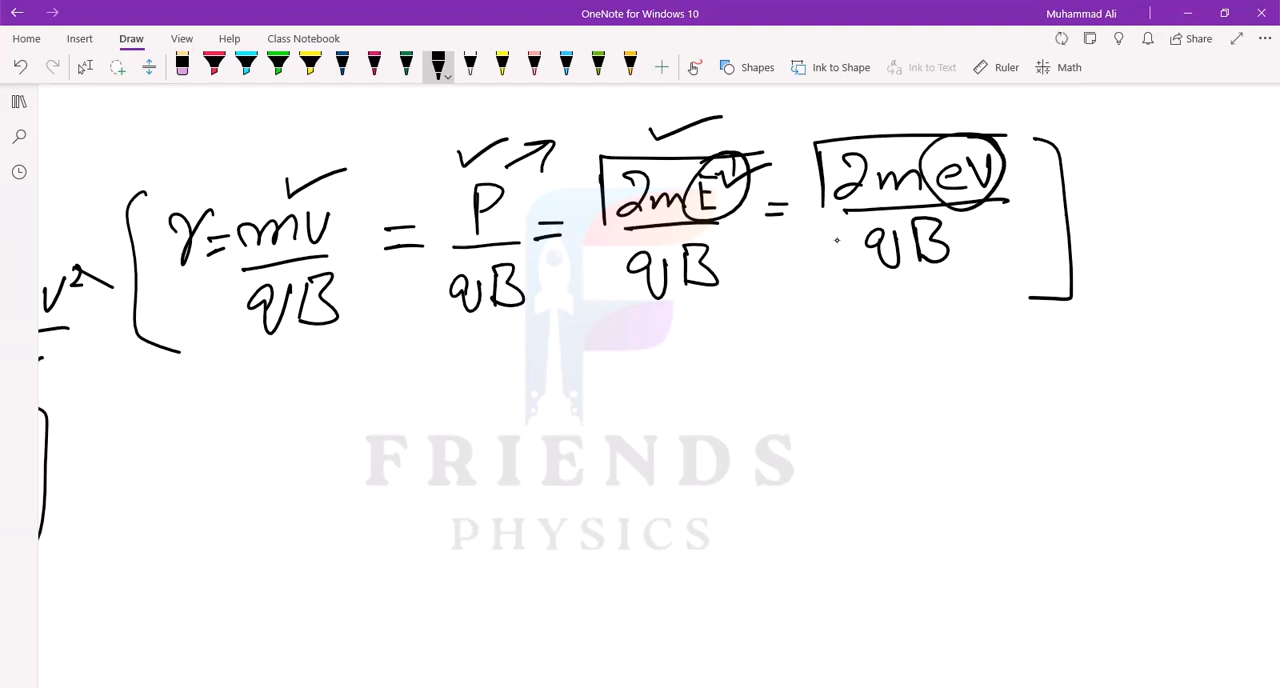 OneNote for Windows 10
Muhammad Ali
Home Insert Draw View Help Class Notebook
Share
Shapes Ink to Shape Ink to Text Ruler Math
r = mv/qB = P/qB = √2mE/qB = √2meV/qB
v²
FRIENDS
PHYSICS